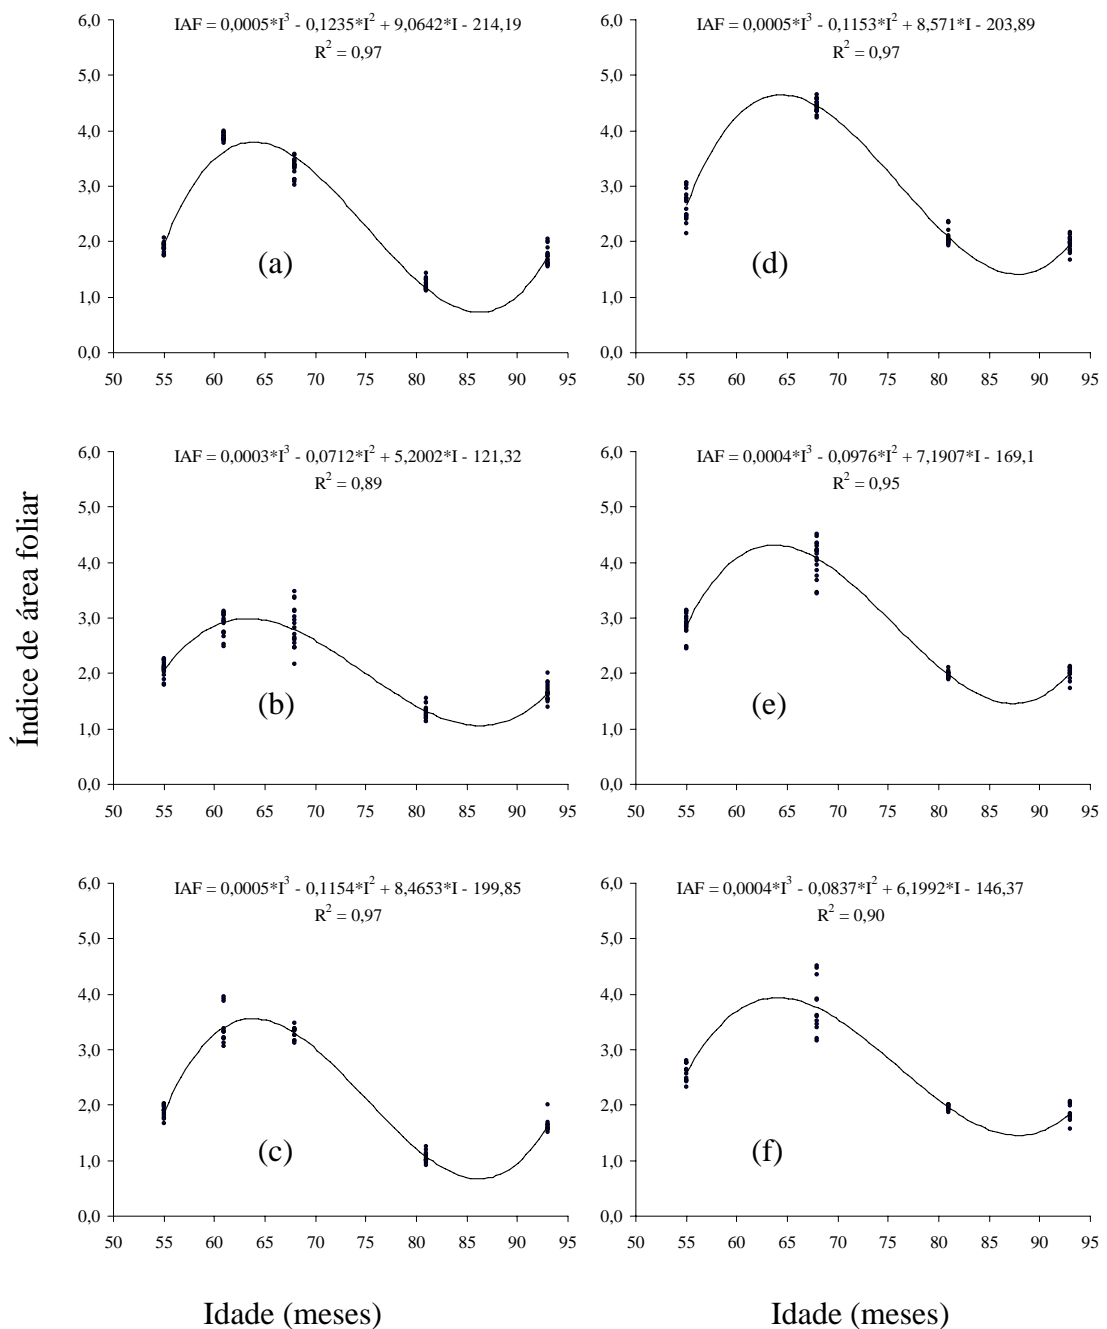 IAF = 0,0005*I³ - 0,1235*I² + 9,0642*I - 214,19
R² = 0,97
6,0
5,0
4,0
3,0
2,0
1,0
0,0
(a)
50 55 60 65 70 75 80 85 90 95
IAF = 0,0005*I³ - 0,1153*I² + 8,571*I - 203,89
R² = 0,97
6,0
5,0
4,0
3,0
2,0
1,0
0,0
(d)
50 55 60 65 70 75 80 85 90 95
Índice de área foliar
IAF = 0,0003*I³ - 0,0712*I² + 5,2002*I - 121,32
R² = 0,89
6,0
5,0
4,0
3,0
2,0
1,0
0,0
(b)
50 55 60 65 70 75 80 85 90 95
IAF = 0,0004*I³ - 0,0976*I² + 7,1907*I - 169,1
R² = 0,95
6,0
5,0
4,0
3,0
2,0
1,0
0,0
(e)
50 55 60 65 70 75 80 85 90 95
IAF = 0,0005*I³ - 0,1154*I² + 8,4653*I - 199,85
R² = 0,97
6,0
5,0
4,0
3,0
2,0
1,0
0,0
(c)
50 55 60 65 70 75 80 85 90 95
IAF = 0,0004*I³ - 0,0837*I² + 6,1992*I - 146,37
R² = 0,90
6,0
5,0
4,0
3,0
2,0
1,0
0,0
(f)
50 55 60 65 70 75 80 85 90 95
Idade (meses)
Idade (meses)